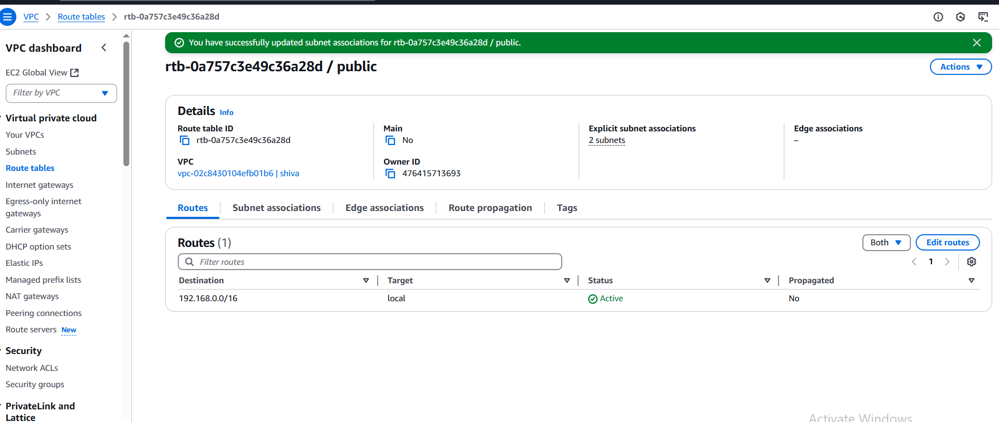 VPC > Route tables > rtb-0a757c3e49c36a28d
You have successfully updated subnet associations for rtb-0a757c3e49c36a28d / public.
VPC dashboard
EC2 Global View
Filter by VPC
Virtual private cloud
Your VPCs
Subnets
Route tables
Internet gateways
Egress-only internet
gateways
Carrier gateways
DHCP option sets
Elastic IPs
Managed prefix lists
NAT gateways
Peering connections
Route servers New
Security
Network ACLs
Security groups
PrivateLink and
Lattice
rtb-0a757c3e49c36a28d / public
Actions
Details Info
Route table ID
rtb-0a757c3e49c36a28d
Main
No
Explicit subnet associations
2 subnets
Edge associations
–
VPC
vpc-02c8430104efb01b6 | shiva
Owner ID
476415713693
Routes Subnet associations Edge associations Route propagation Tags
Routes (1)
Both Edit routes
Filter routes
1
Destination Target Status Propagated
192.168.0.0/16 local Active No
Activate Windows